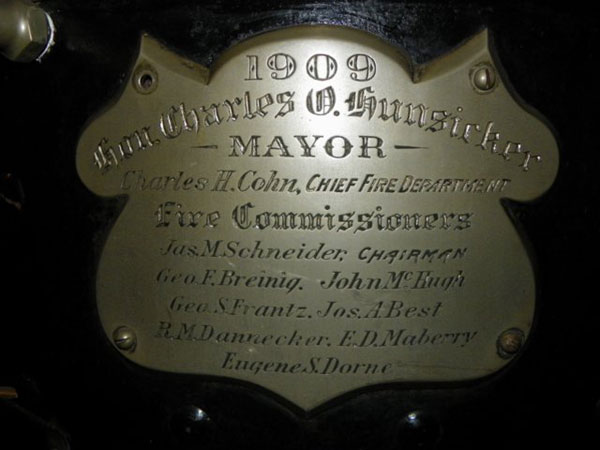 1909
Hon. Charles O. Hunsicker
MAYOR
Charles H. Cohn, CHIEF FIRE DEPARTMENT
Fire Commissioners
Jas. M. Schneider, CHAIRMAN
Geo. F. Breinig. John McHugh
Geo. S. Frantz. Jos. A. Best
R.M. Dannecker. E.D. Maberry
Eugene S. Dorne